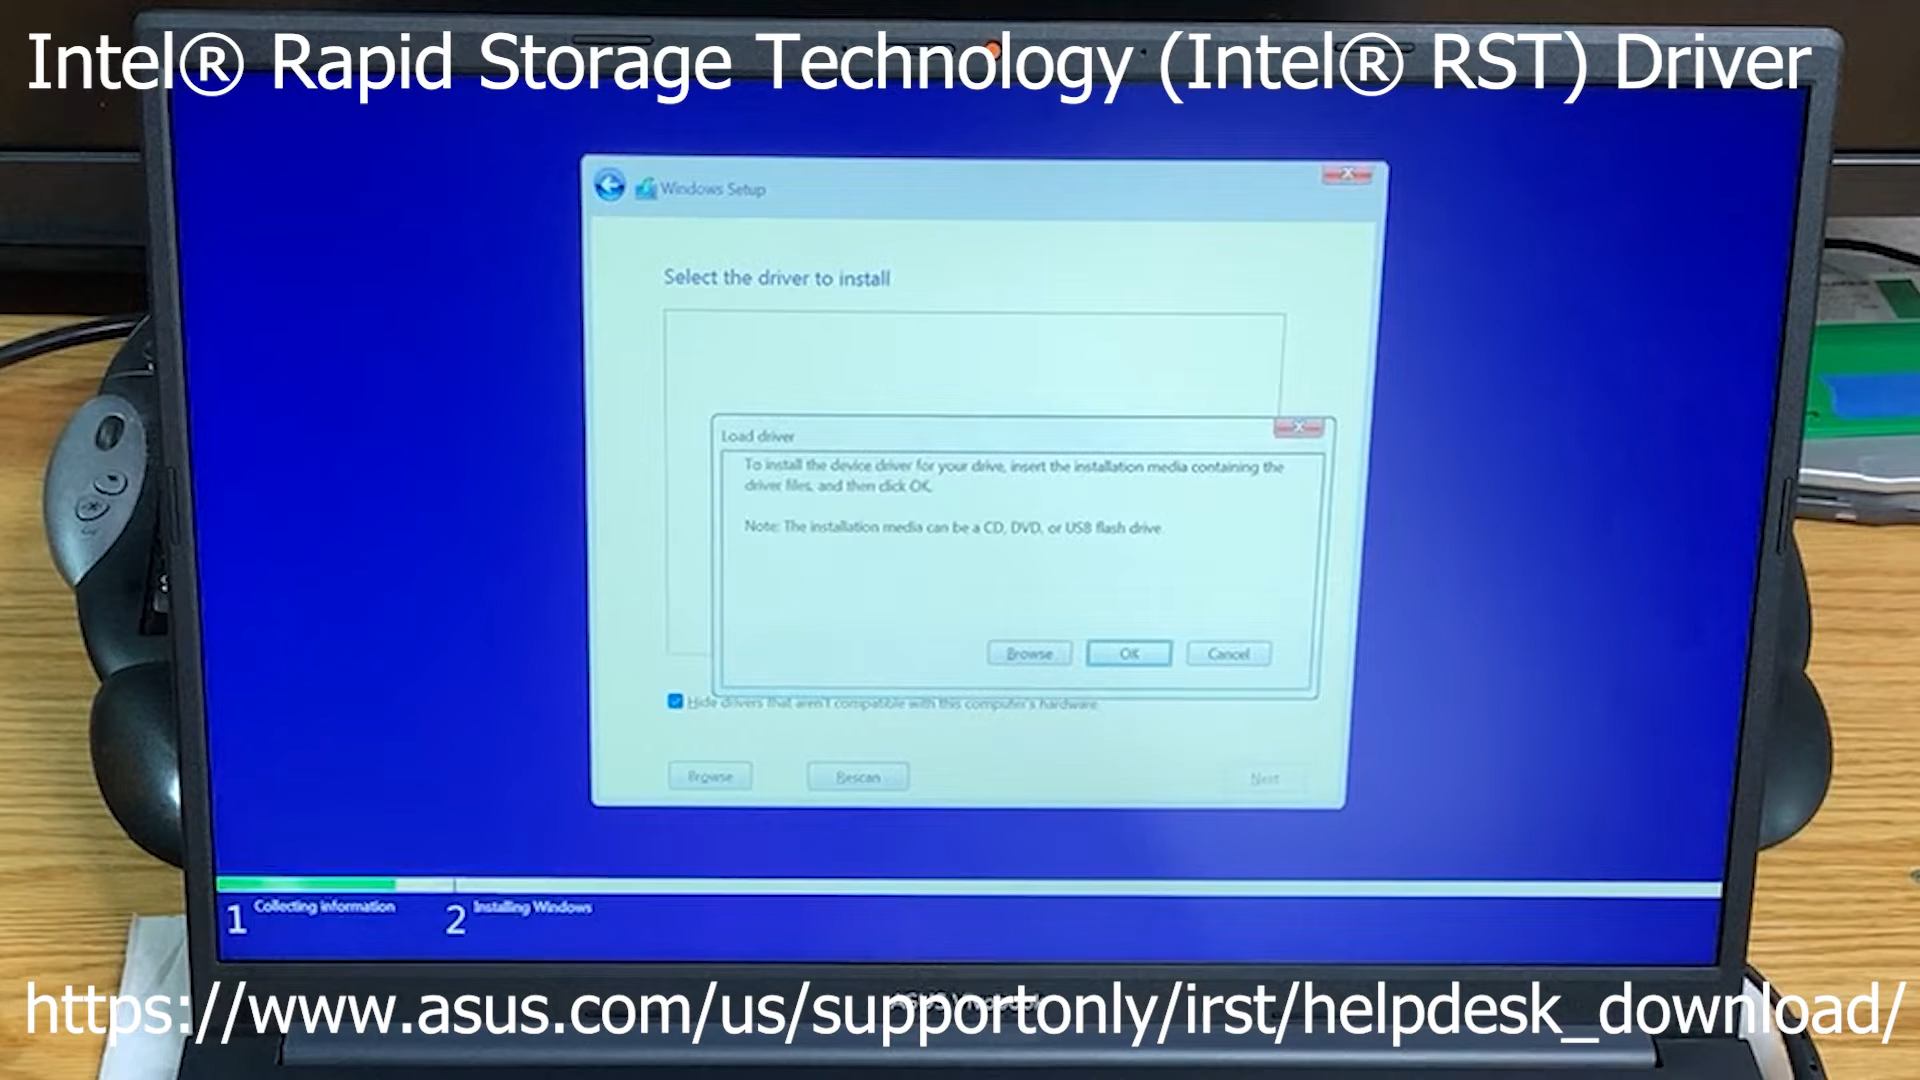 Intel® Rapid Storage Technology (Intel® RST) Driver
Windows Setup
Select the driver to install
Load driver
To install the device driver for your drive, insert the installation media containing the
driver files, and then click OK.
Note: The installation media can be a CD, DVD, or USB flash drive.
Browse
OK
Cancel
Hide drivers that aren't compatible with this computer's hardware.
Browse
Rescan
Next
1 Collecting information
2 Installing Windows
https://www.asus.com/us/supportonly/irst/helpdesk_download/